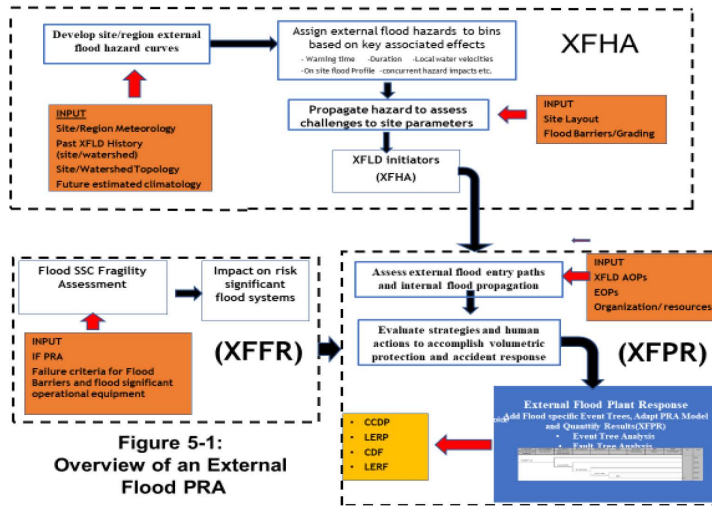 Develop site/region external
flood hazard curves
Assign external flood hazards to bins
based on key associated effects
- Warning time -Duration -Local water velocities
-On site flood Profile -concurrent hazard impacts etc.
XFHA
INPUT
Site/Region Meteorology
Past XFLD History
(site/watershed)
Site/Watershed Topology
Future estimated climatology
Propagate hazard to assess
challenges to site parameters
INPUT
Site Layout
Flood Barriers/Grading
XFLD initiators
(XFHA)
Flood SSC Fragility
Assessment
Impact on risk
significant
flood systems
INPUT
IF PRA
Failure criteria for Flood
Barriers and flood significant
operational equipment
(XFFR)
Assess external flood entry paths
and internal flood propagation
INPUT
XFLD AOPs
EOPs
Organization/resources
Evaluate strategies and human
actions to accomplish volumetric
protection and accident response
(XFPR)
External Flood Plant Response
Add Flood specific Event Trees, Adapt PRA Model
and Quanttify Results(XFPR)
• Event Tree Analysis
• Fault Tree Analysis
• CCDP
• LERP
• CDF
• LERF
Figure 5-1:
Overview of an External
Flood PRA